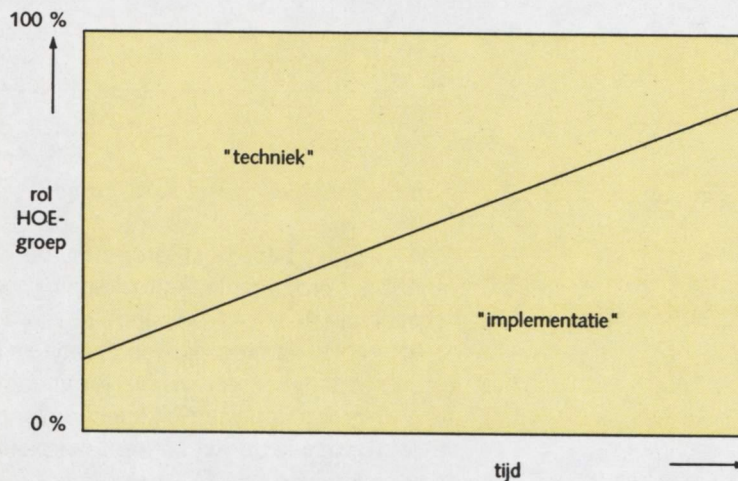 100 %
"techniek"
rol
HOE-
groep
"implementatie"
0 %
tijd